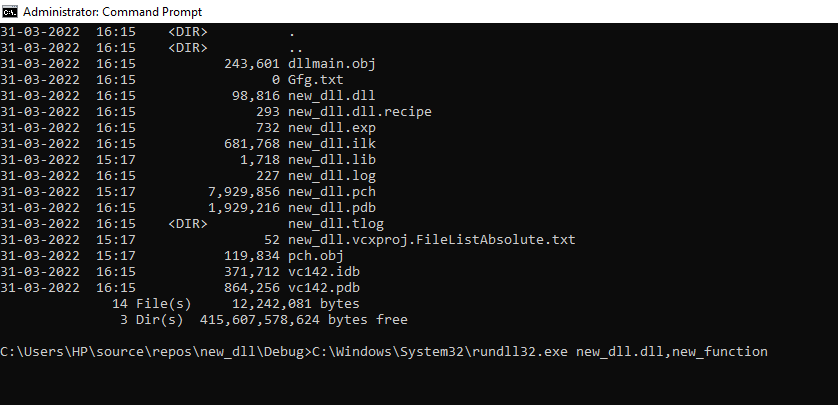 Administrator: Command Prompt
31-03-2022  16:15    <DIR>          .
31-03-2022  16:15    <DIR>          ..
31-03-2022  16:15           243,601 dllmain.obj
31-03-2022  16:15                 0 Gfg.txt
31-03-2022  16:15            98,816 new_dll.dll
31-03-2022  16:15               293 new_dll.dll.recipe
31-03-2022  16:15               732 new_dll.exp
31-03-2022  16:15           681,768 new_dll.ilk
31-03-2022  15:17             1,718 new_dll.lib
31-03-2022  16:15               227 new_dll.log
31-03-2022  15:17         7,929,856 new_dll.pch
31-03-2022  16:15         1,929,216 new_dll.pdb
31-03-2022  16:15    <DIR>          new_dll.tlog
31-03-2022  15:17                52 new_dll.vcxproj.FileListAbsolute.txt
31-03-2022  15:17           119,834 pch.obj
31-03-2022  16:15           371,712 vc142.idb
31-03-2022  16:15           864,256 vc142.pdb
              14 File(s)     12,242,081 bytes
               3 Dir(s)  415,607,578,624 bytes free
C:\Users\HP\source\repos\new_dll\Debug>C:\Windows\System32\rundll32.exe new_dll.dll,new_function